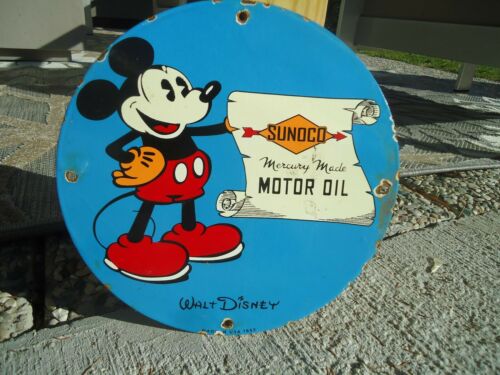 SUNOCO
Mercury Made
MOTOR OIL
WALT DISNEY